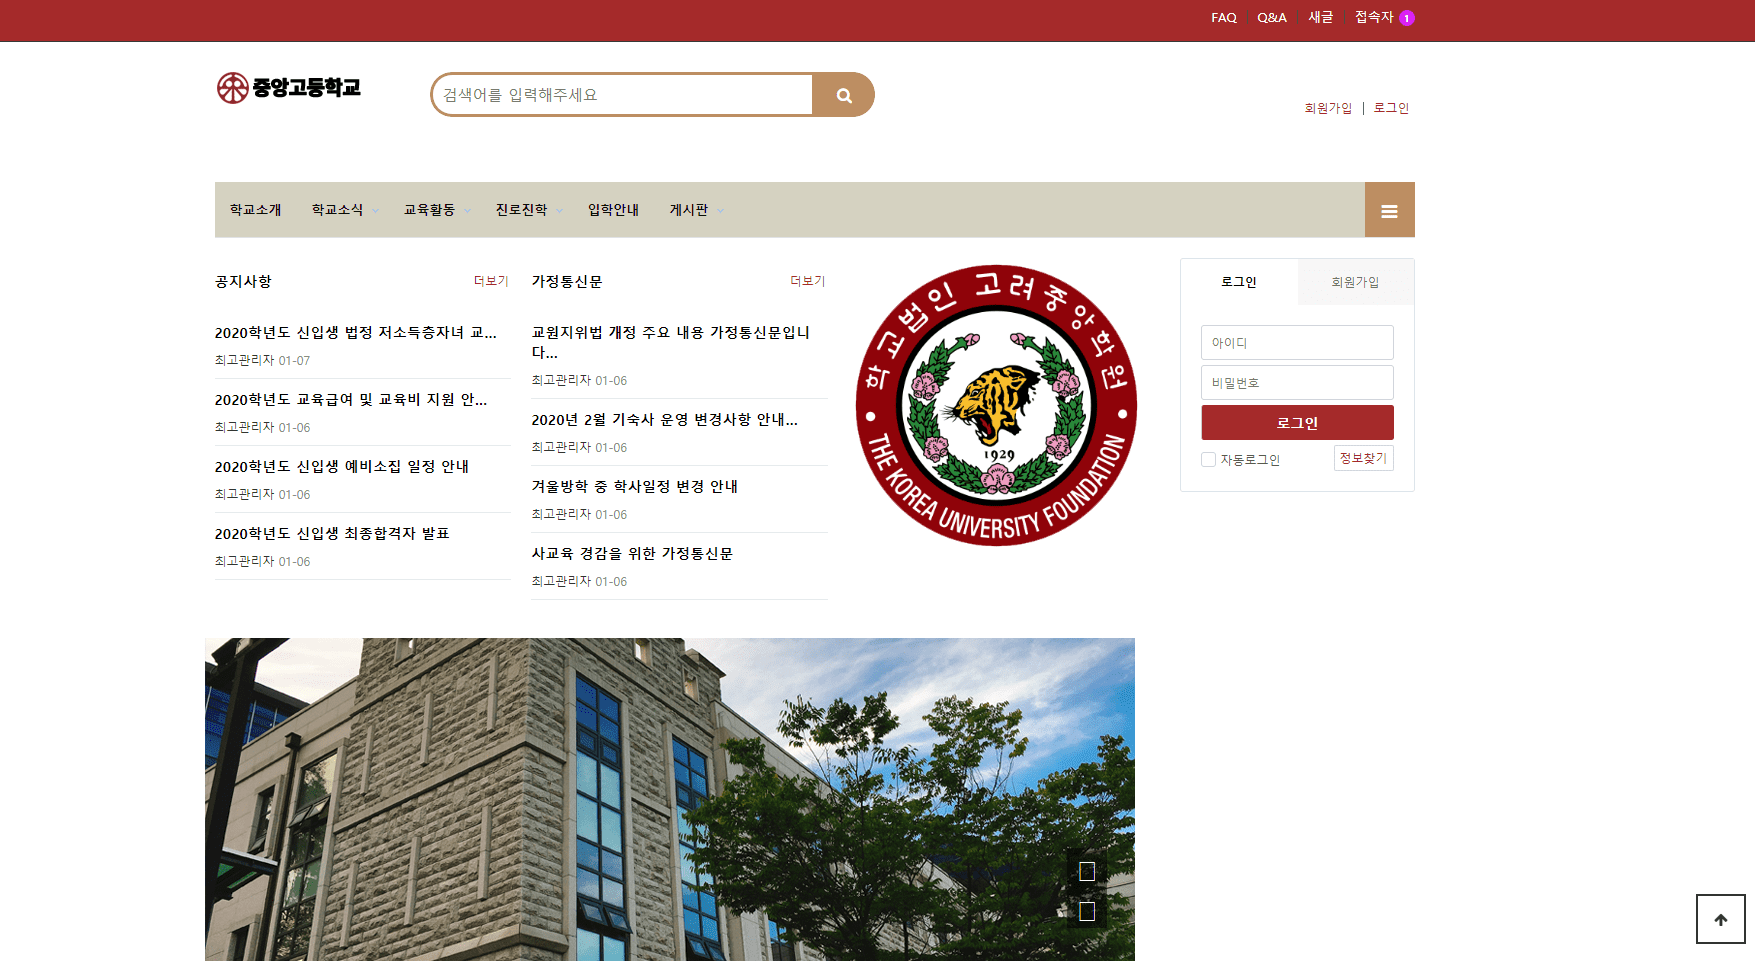 FAQ Q&A 새글 접속자 1
중앙고등학교
검색어를 입력해주세요
회원가입 | 로그인
학교소개 학교소식 교육활동 진로진학 입학안내 게시판
공지사항 더보기
2020학년도 신입생 법정 저소득층자녀 교...
최고관리자 01-07
2020학년도 교육급여 및 교육비 지원 안...
최고관리자 01-06
2020학년도 신입생 예비소집 일정 안내
최고관리자 01-06
2020학년도 신입생 최종합격자 발표
최고관리자 01-06
가정통신문 더보기
교원지위법 개정 주요 내용 가정통신문입니
다...
최고관리자 01-06
2020년 2월 기숙사 운영 변경사항 안내...
최고관리자 01-06
겨울방학 중 학사일정 변경 안내
최고관리자 01-06
사교육 경감을 위한 가정통신문
최고관리자 01-06
학교법인 고려중앙학원
1929
THE KOREA UNIVERSITY FOUNDATION
로그인 회원가입
아이디
비밀번호
로그인
자동로그인 정보찾기